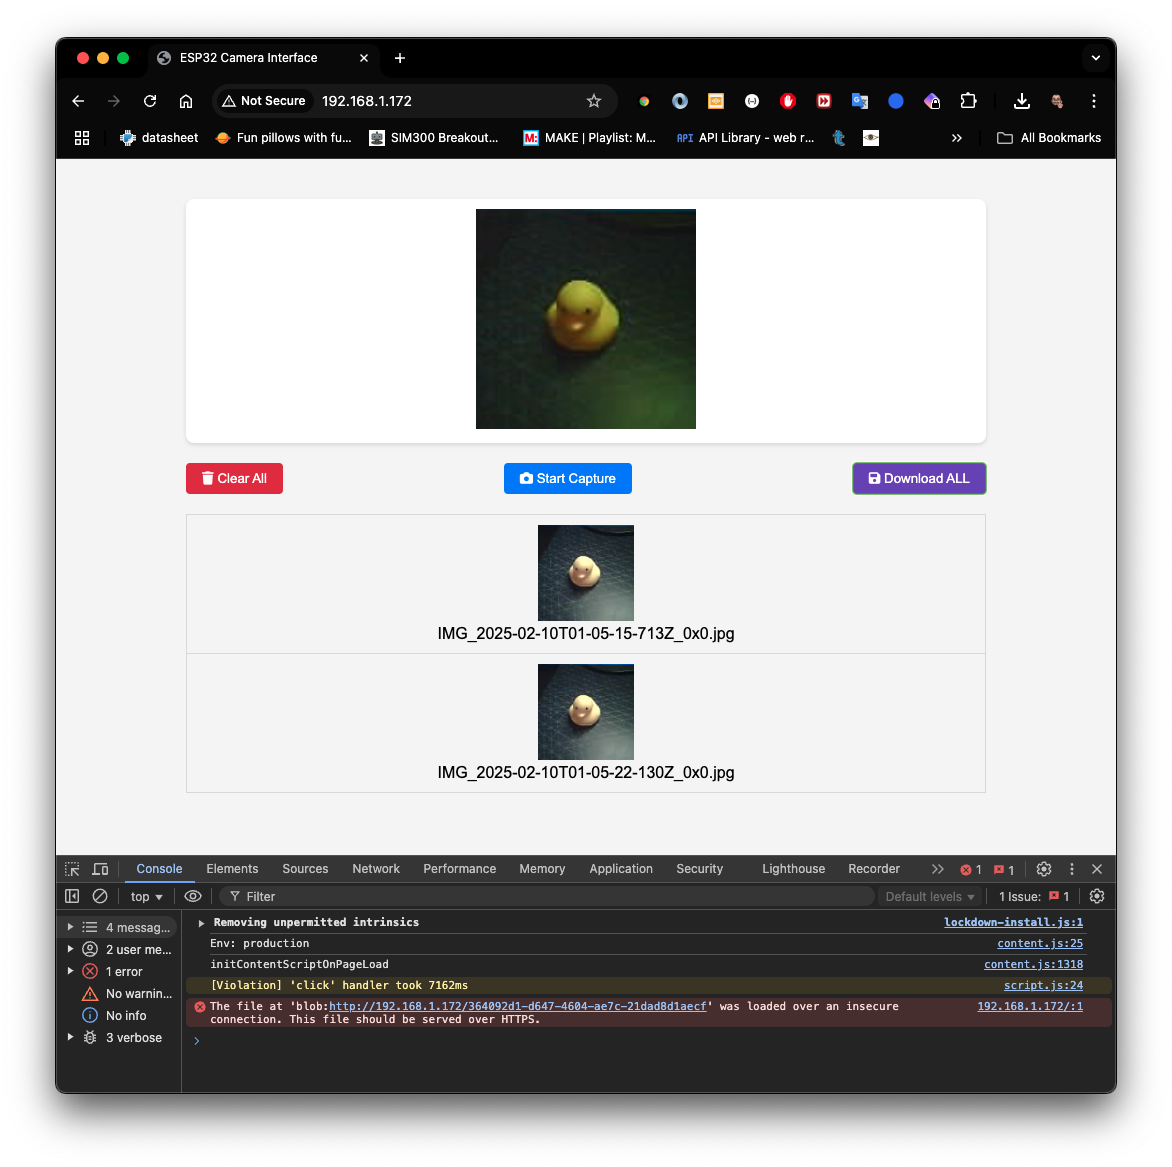 ESP32 Camera Interface
Not Secure 192.168.1.172
datasheet Fun pillows with fu... SIM300 Breakout... MAKE | Playlist: M... API API Library - web r... All Bookmarks
Clear All Start Capture Download ALL
IMG_2025-02-10T01-05-15-713Z_0x0.jpg
IMG_2025-02-10T01-05-22-130Z_0x0.jpg
Console Elements Sources Network Performance Memory Application Security Lighthouse Recorder 1 1
top Filter Default levels 1 Issue: 1
4 messag...
2 user me...
1 error
No warnin...
No info
3 verbose
Removing unpermitted intrinsics lockdown-install.js:1
Env: production content.js:25
initContentScriptOnPageLoad content.js:1318
[Violation] 'click' handler took 7162ms script.js:24
The file at 'blob:http://192.168.1.172/364092d1-d647-4604-ae7c-21dad8d1aecf' was loaded over an insecure 192.168.1.172/:1
connection. This file should be served over HTTPS.